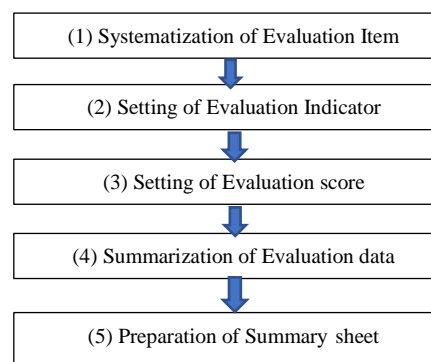 (1) Systematization of Evaluation Item
(2) Setting of Evaluation Indicator
(3) Setting of Evaluation score
(4) Summarization of Evaluation data
(5) Preparation of Summary sheet